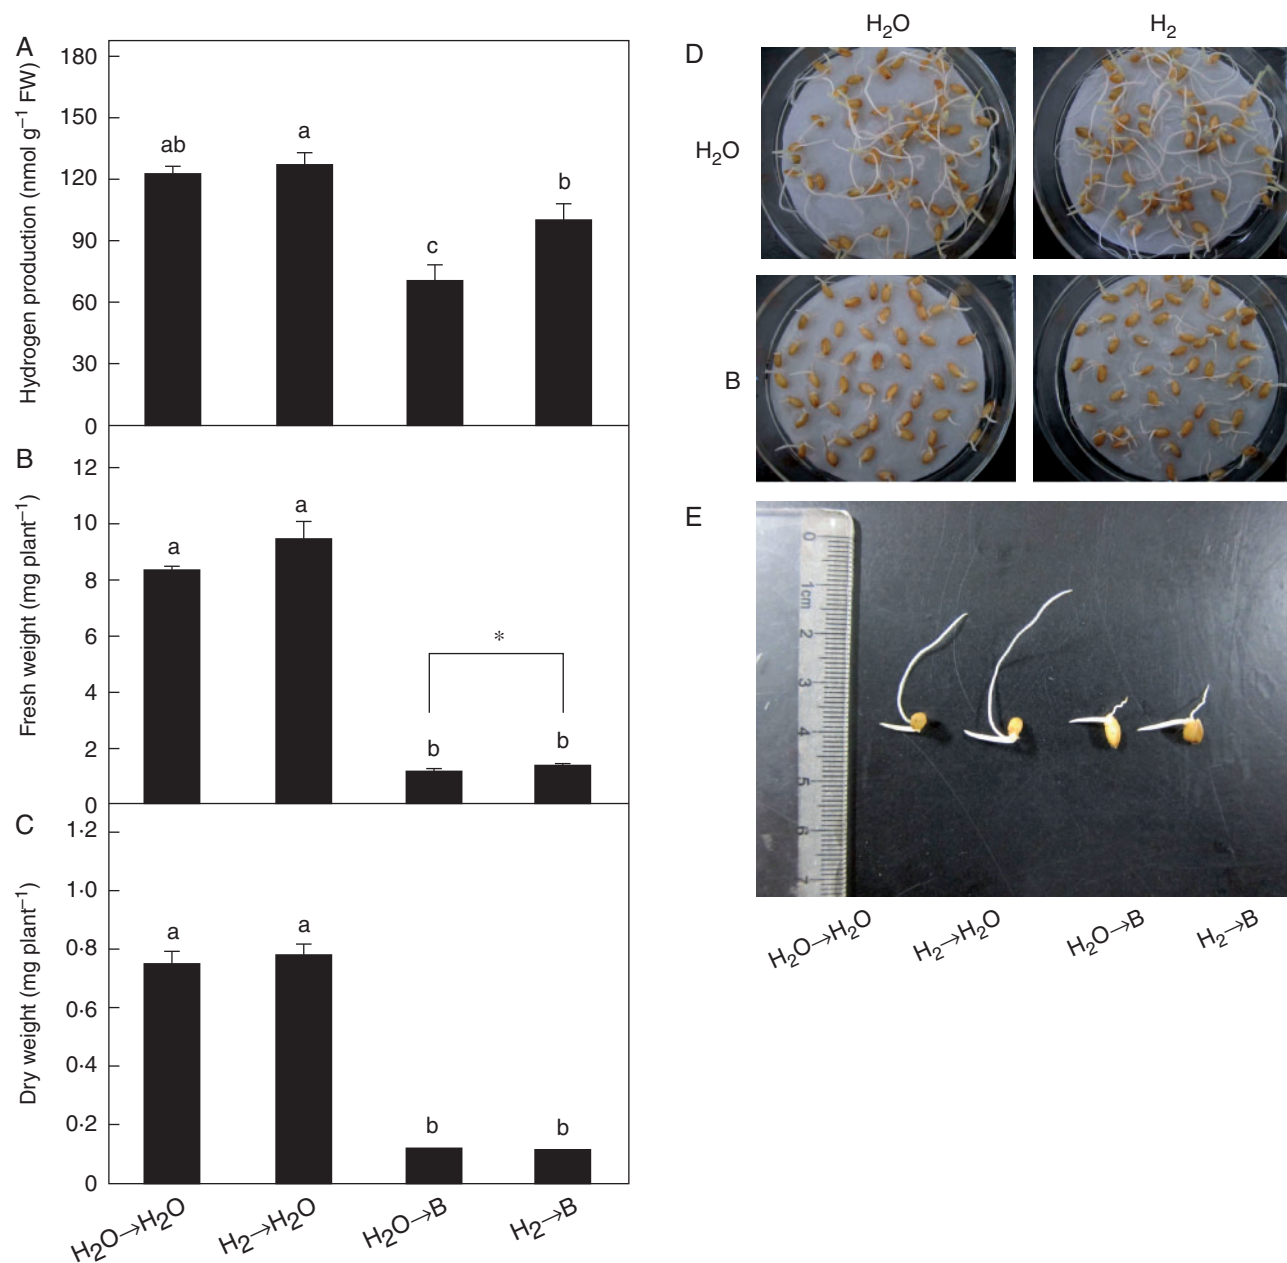 A
Hydrogen production (nmol g⁻¹ FW)
180
150
120
90
60
30
0
ab
a
c
b
B
Fresh weight (mg plant⁻¹)
12
10
8
6
4
2
0
a
a
*
b
b
C
Dry weight (mg plant⁻¹)
1·2
1·0
0·8
0·6
0·4
0·2
0
a
a
b
b
H₂O→H₂O
H₂→H₂O
H₂O→B
H₂→B
H₂O
H₂
D
H₂O
B
E
0
1cm
2
3
4
5
6
7
H₂O→H₂O
H₂→H₂O
H₂O→B
H₂→B